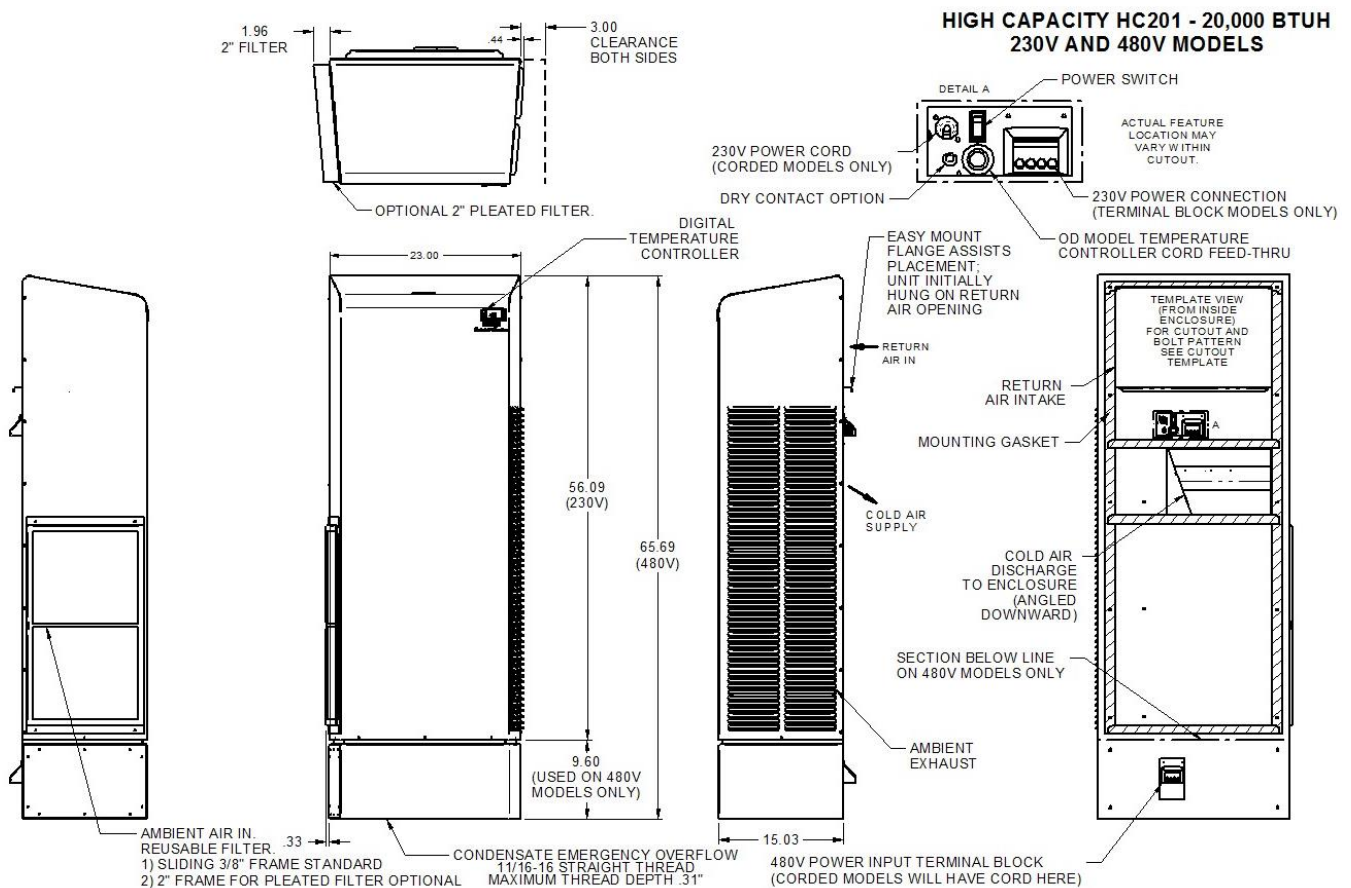 HIGH CAPACITY HC201 - 20,000 BTUH
230V AND 480V MODELS
1.96
2" FILTER
.44
3.00
CLEARANCE
BOTH SIDES
OPTIONAL 2" PLEATED FILTER.
DETAIL A
POWER SWITCH
ACTUAL FEATURE
LOCATION MAY
VARY WITHIN
CUTOUT.
230V POWER CORD
(CORDED MODELS ONLY)
DRY CONTACT OPTION
230V POWER CONNECTION
(TERMINAL BLOCK MODELS ONLY)
OD MODEL TEMPERATURE
CONTROLLER CORD FEED-THRU
DIGITAL
TEMPERATURE
CONTROLLER
23.00
EASY MOUNT
FLANGE ASSISTS
PLACEMENT;
UNIT INITIALLY
HUNG ON RETURN
AIR OPENING
RETURN
AIR IN
TEMPLATE VIEW
(FROM INSIDE
ENCLOSURE)
FOR CUTOUT AND
BOLT PATTERN
SEE CUTOUT
TEMPLATE
RETURN
AIR INTAKE
A
MOUNTING GASKET
56.09
(230V)
65.69
(480V)
COLD AIR
SUPPLY
COLD AIR
DISCHARGE
TO ENCLOSURE
(ANGLED
DOWNWARD)
SECTION BELOW LINE
ON 480V MODELS ONLY
AMBIENT
EXHAUST
9.60
(USED ON 480V
MODELS ONLY)
15.03
AMBIENT AIR IN.
REUSABLE FILTER.
1) SLIDING 3/8" FRAME STANDARD
2) 2" FRAME FOR PLEATED FILTER OPTIONAL
.33
CONDENSATE EMERGENCY OVERFLOW
11/16-16 STRAIGHT THREAD
MAXIMUM THREAD DEPTH .31"
480V POWER INPUT TERMINAL BLOCK
(CORDED MODELS WILL HAVE CORD HERE)